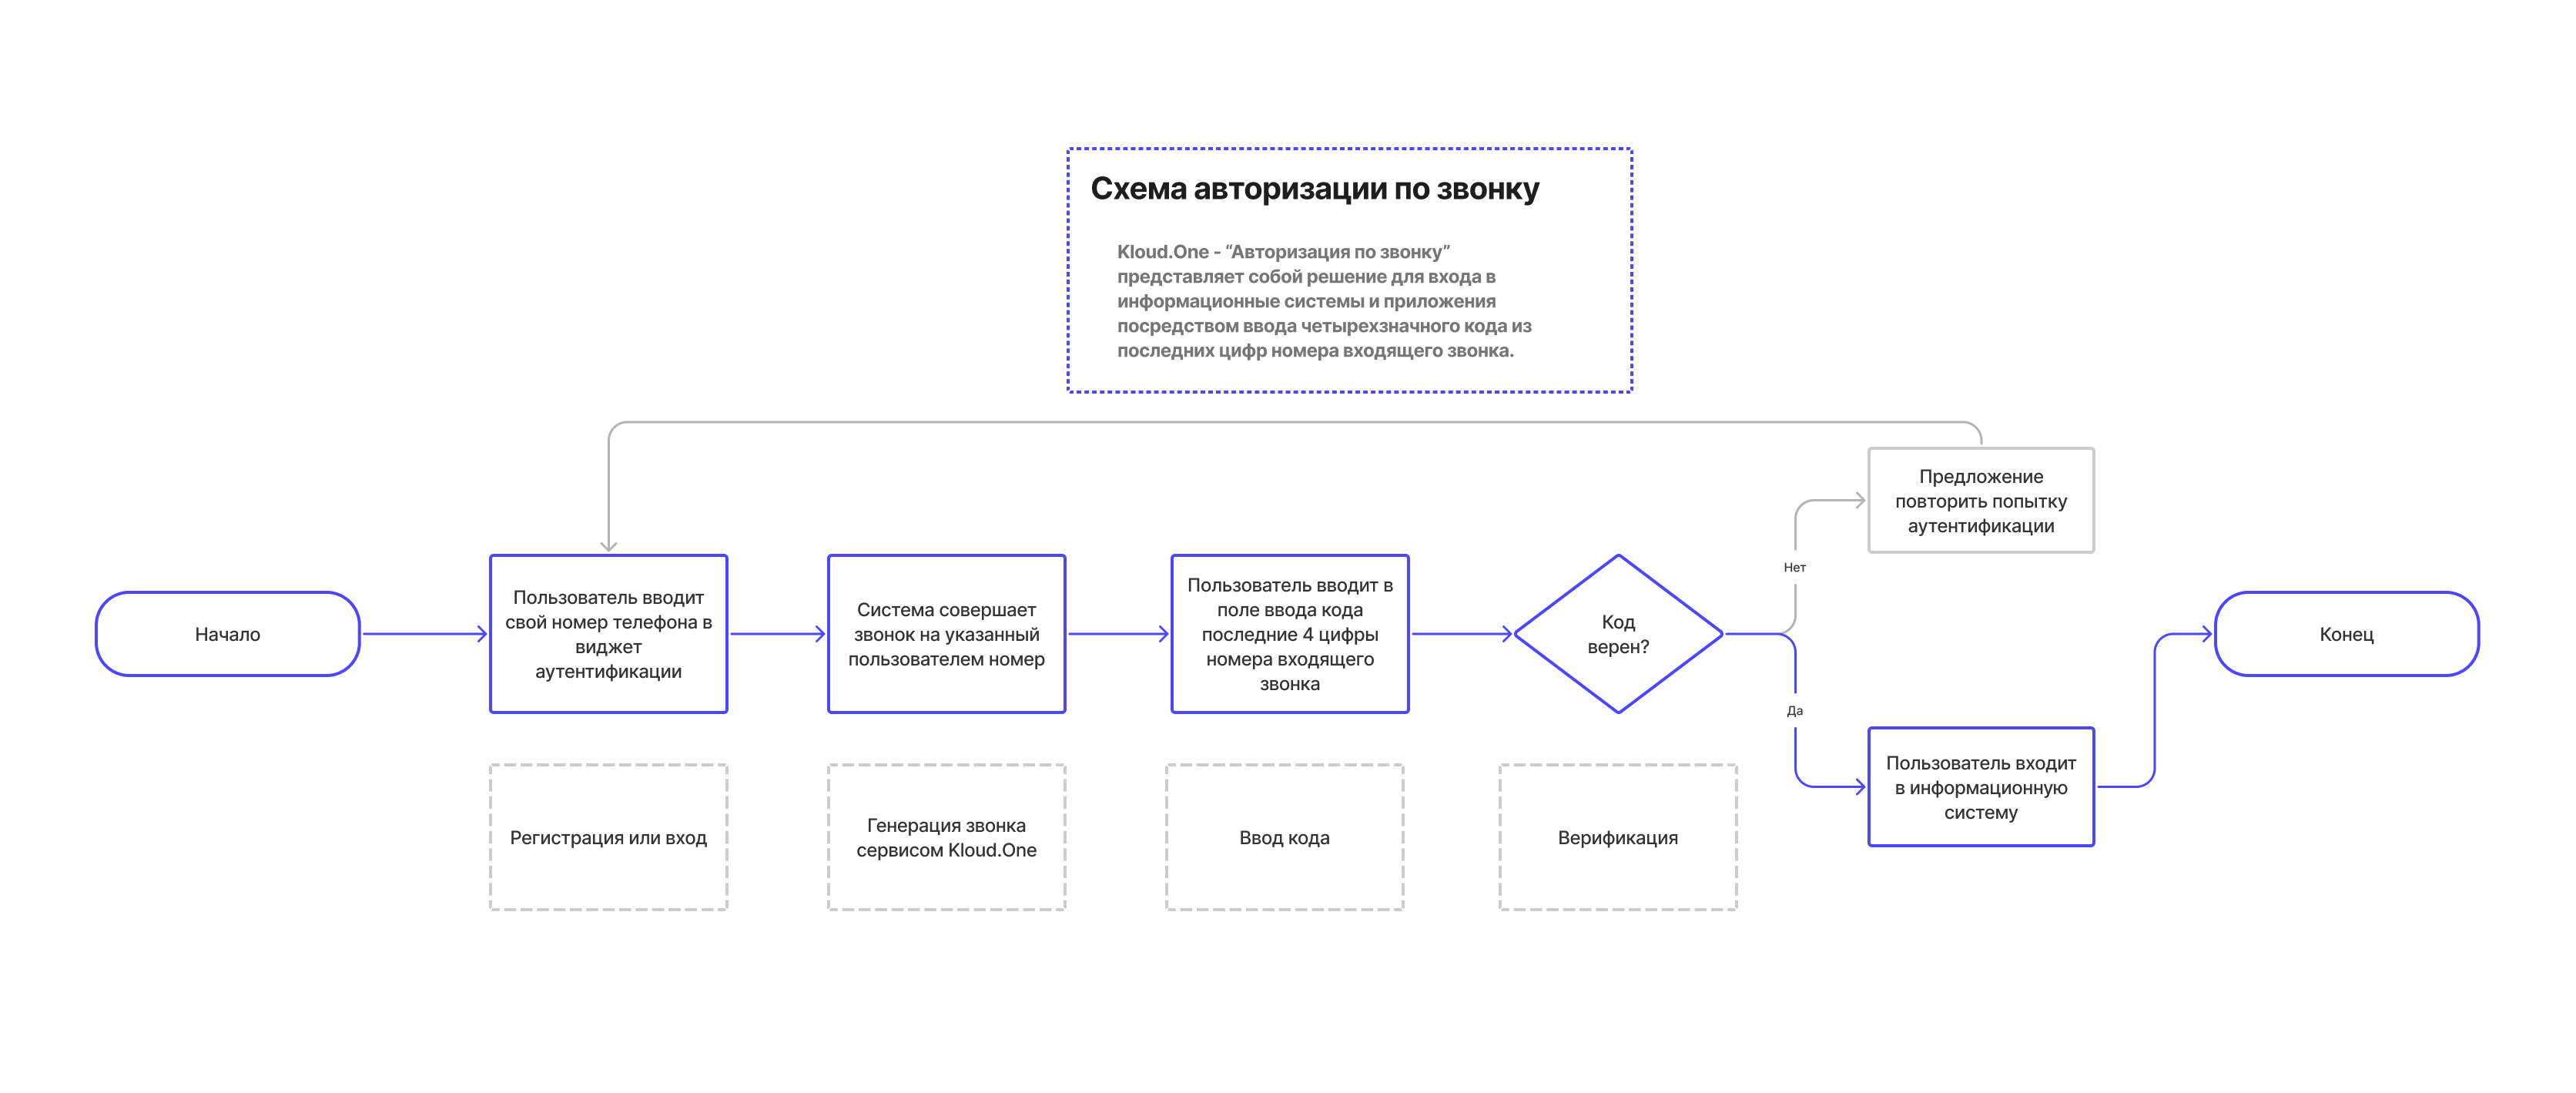 Схема авторизации по звонку
Kloud.One - “Авторизация по звонку”
представляет собой решение для входа в
информационные системы и приложения
посредством ввода четырехзначного кода из
последних цифр номера входящего звонка.
Начало
Пользователь вводит
свой номер телефона в
виджет
аутентификации
Система совершает
звонок на указанный
пользователем номер
Пользователь вводит в
поле ввода кода
последние 4 цифры
номера входящего
звонка
Код
верен?
Нет
Предложение
повторить попытку
аутентификации
Да
Пользователь входит
в информационную
систему
Конец
Регистрация или вход
Генерация звонка
сервисом Kloud.One
Ввод кода
Верификация